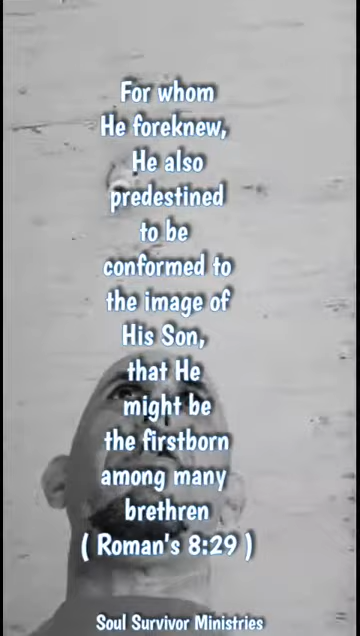 For whom
He foreknew,
He also
predestined
to be
conformed to
the image of
His Son,
that He
might be
the firstborn
among many
brethren
( Roman's 8:29 )
Soul Survivor Ministries